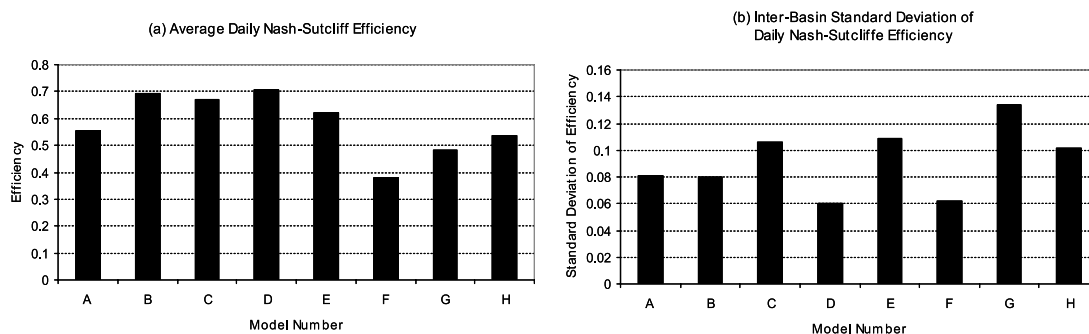 (a) Average Daily Nash-Sutcliff Efficiency
0.8
0.7
0.6
0.5
0.4
0.3
0.2
0.1
0
Efficiency
A B C D E F G H
Model Number
(b) Inter-Basin Standard Deviation of
Daily Nash-Sutcliffe Efficiency
0.16
0.14
0.12
0.1
0.08
0.06
0.04
0.02
0
Standard Deviation of Efficiency
A B C D E F G H
Model Number